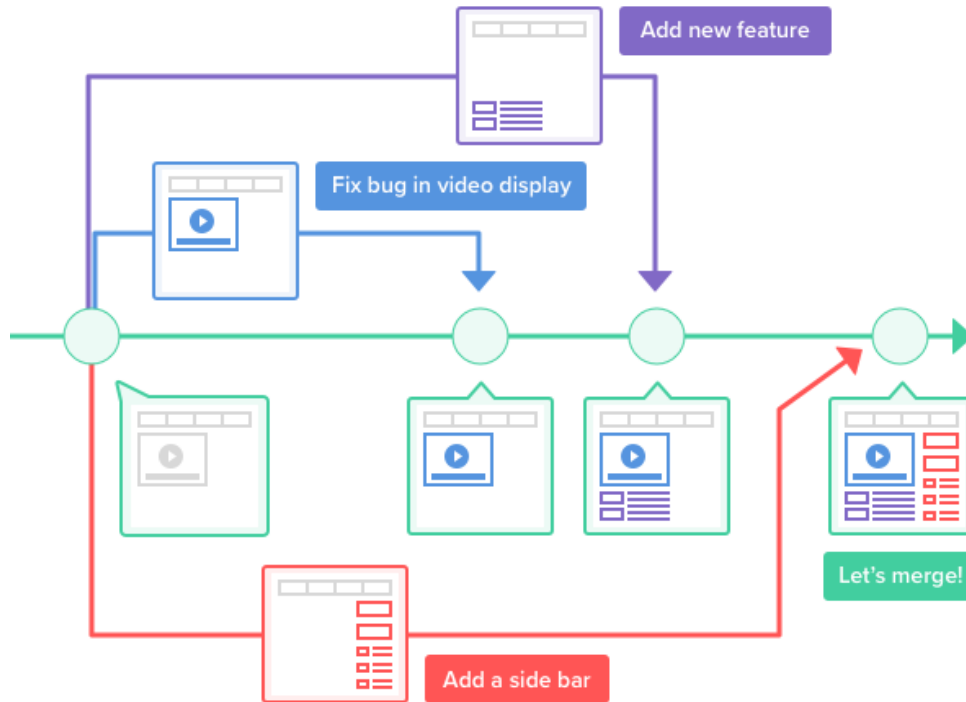 Add new feature
Fix bug in video display
Let's merge!
Add a side bar